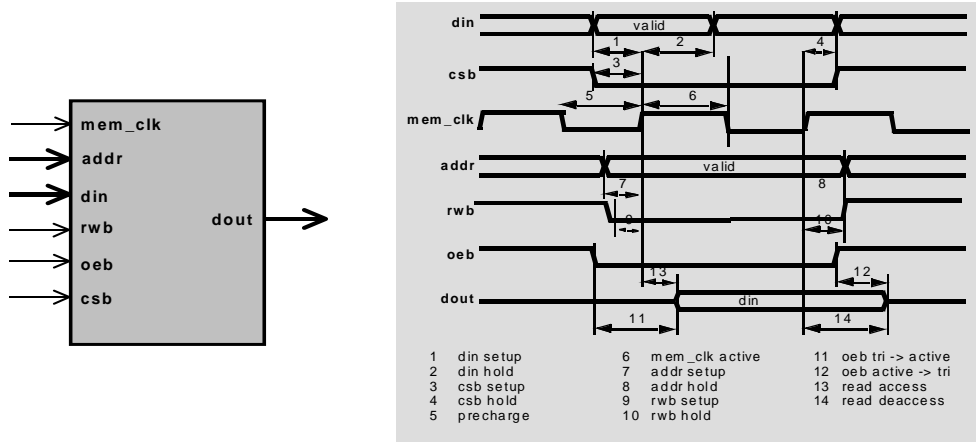 mem_clk
addr
din
rwb
dout
oeb
csb
din
valid
1 2 4
csb
3
5 6
mem_clk
addr
valid
7 8
rwb
9 10
oeb
13 12
dout
din
11 14
1 din setup 6 mem_clk active 11 oeb tri -> active
2 din hold 7 addr setup 12 oeb active -> tri
3 csb setup 8 addr hold 13 read access
4 csb hold 9 rwb setup 14 read deaccess
5 precharge 10 rwb hold